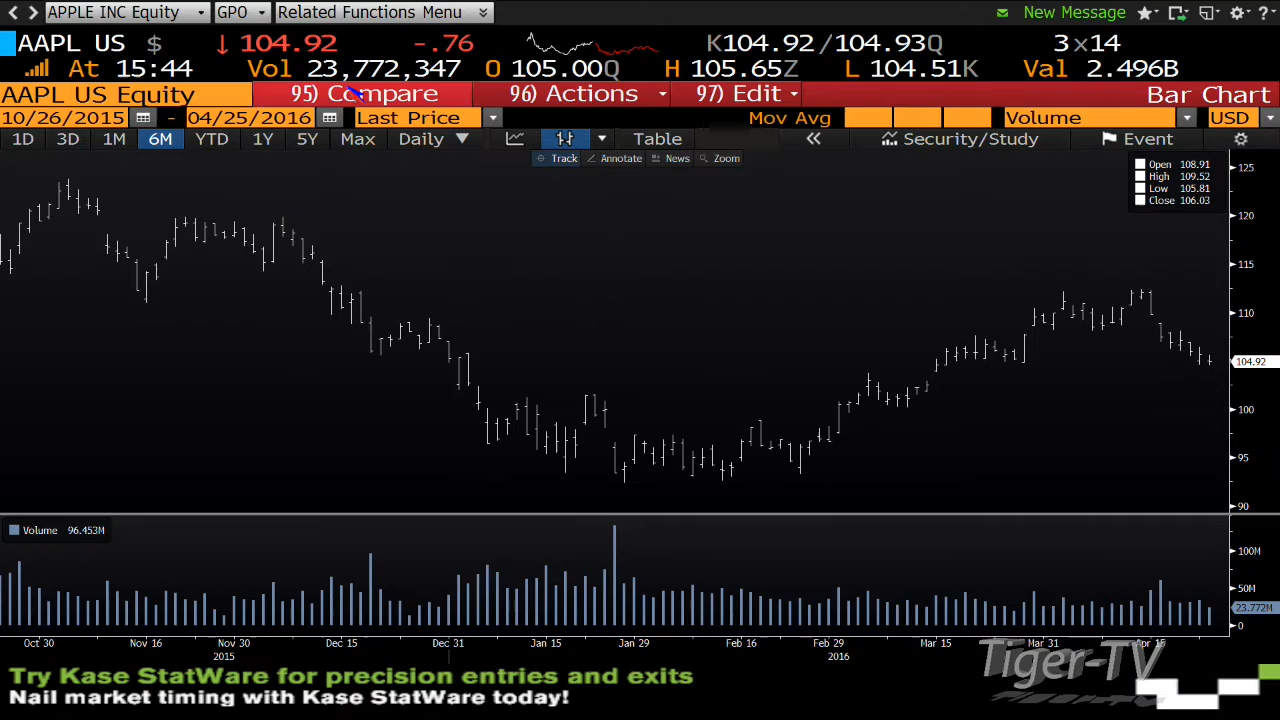 APPLE INC Equity GPO Related Functions Menu New Message ?
AAPL US $ ↓ 104.92 -.76 K104.92 /104.93Q 3×14
At 15:44 Vol 23,772,347 O 105.00Q H 105.65Z L 104.51K Val 2.496B
AAPL US Equity 95) Compare 96) Actions 97) Edit Bar Chart
10/26/2015 - 04/25/2016 Last Price Mov Avg Volume USD
1D 3D 1M 6M YTD 1Y 5Y Max Daily ▼ Table « Security/Study Event
Track Annotate News Zoom
Open 108.91
High 109.52
Low 105.81
Close 106.03
125
120
115
110
104.92
100
95
90
Volume 96.453M
100M
50M
23.772M
0
Oct 30 Nov 16 Nov 30 Dec 15 Dec 31 Jan 15 Jan 29 Feb 16 Feb 29 Mar 15 Mar 31 Apr 15
2015 2016
Tiger-TV
Try Kase StatWare for precision entries and exits
Nail market timing with Kase StatWare today!